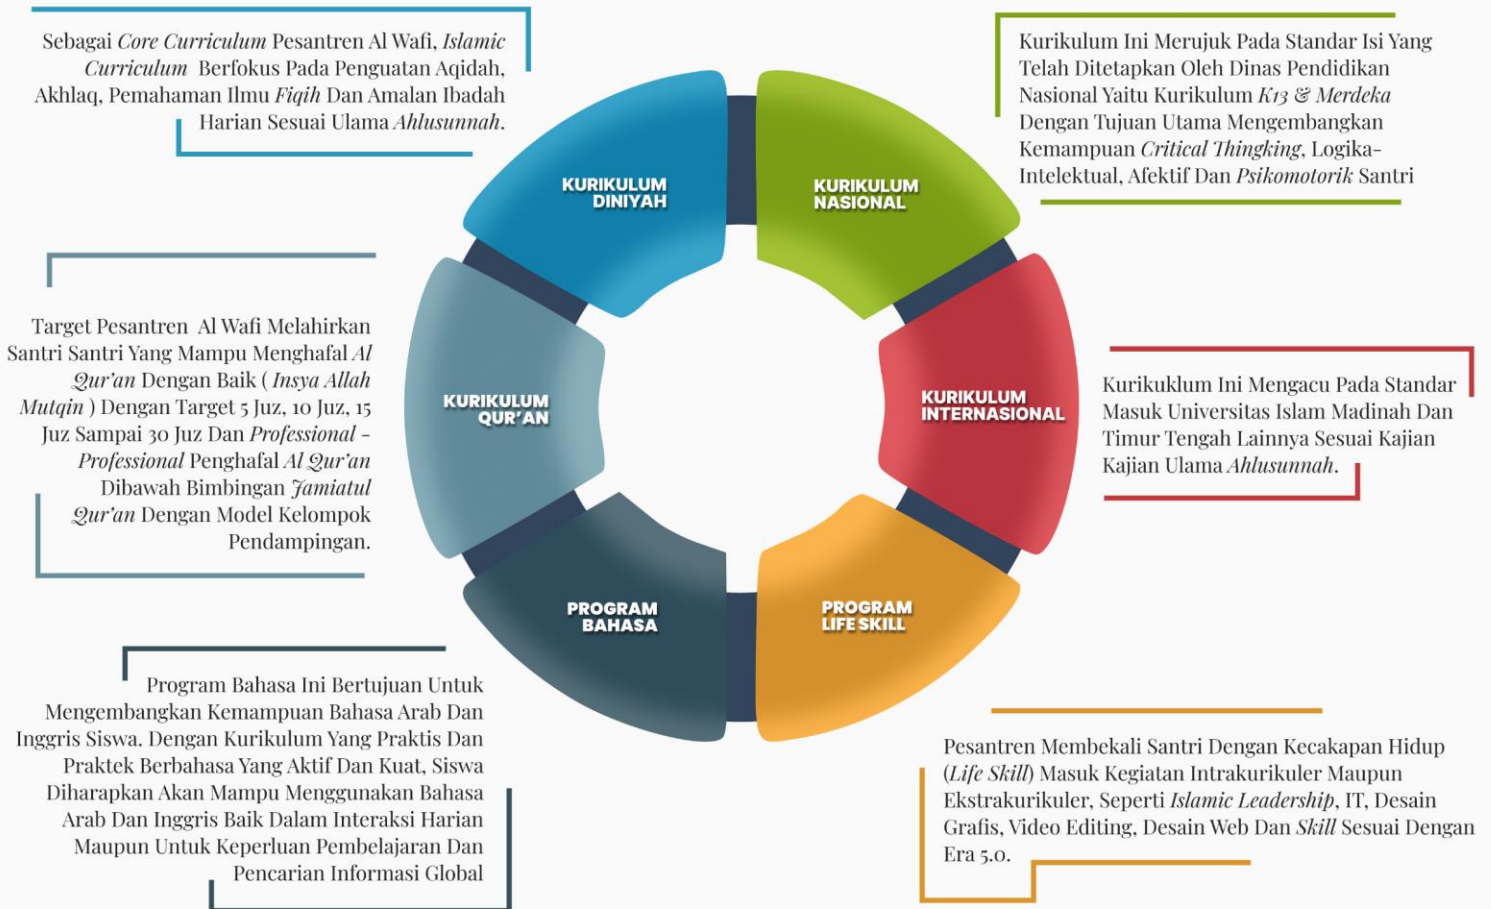 Sebagai Core Curriculum Pesantren Al Wafi, Islamic
Curriculum Berfokus Pada Penguatan Aqidah,
Akhlaq, Pemahaman Ilmu Fiqih Dan Amalan Ibadah
Harian Sesuai Ulama Ahlusunnah.
KURIKULUM
DINIYAH
Kurikulum Ini Merujuk Pada Standar Isi Yang
Telah Ditetapkan Oleh Dinas Pendidikan
Nasional Yaitu Kurikulum K13 & Merdeka
Dengan Tujuan Utama Mengembangkan
Kemampuan Critical Thingking, Logika-
Intelektual, Afektif Dan Psikomotorik Santri
KURIKULUM
NASIONAL
Target Pesantren Al Wafi Melahirkan
Santri Santri Yang Mampu Menghafal Al
Qur'an Dengan Baik ( Insya Allah
Mutqin ) Dengan Target 5 Juz, 10 Juz, 15
Juz Sampai 30 Juz Dan Professional -
Professional Penghafal Al Qur'an
Dibawah Bimbingan Jamiatul
Qur'an Dengan Model Kelompok
Pendampingan.
KURIKULUM
QUR'AN
KURIKULUM
INTERNASIONAL
Kurikuklum Ini Mengacu Pada Standar
Masuk Universitas Islam Madinah Dan
Timur Tengah Lainnya Sesuai Kajian
Kajian Ulama Ahlusunnah.
PROGRAM
BAHASA
Program Bahasa Ini Bertujuan Untuk
Mengembangkan Kemampuan Bahasa Arab Dan
Inggris Siswa. Dengan Kurikulum Yang Praktis Dan
Praktek Berbahasa Yang Aktif Dan Kuat, Siswa
Diharapkan Akan Mampu Menggunakan Bahasa
Arab Dan Inggris Baik Dalam Interaksi Harian
Maupun Untuk Keperluan Pembelajaran Dan
Pencarian Informasi Global
PROGRAM
LIFE SKILL
Pesantren Membekali Santri Dengan Kecakapan Hidup
(Life Skill) Masuk Kegiatan Intrakurikuler Maupun
Ekstrakurikuler, Seperti Islamic Leadership, IT, Desain
Grafis, Video Editing, Desain Web Dan Skill Sesuai Dengan
Era 5.0.